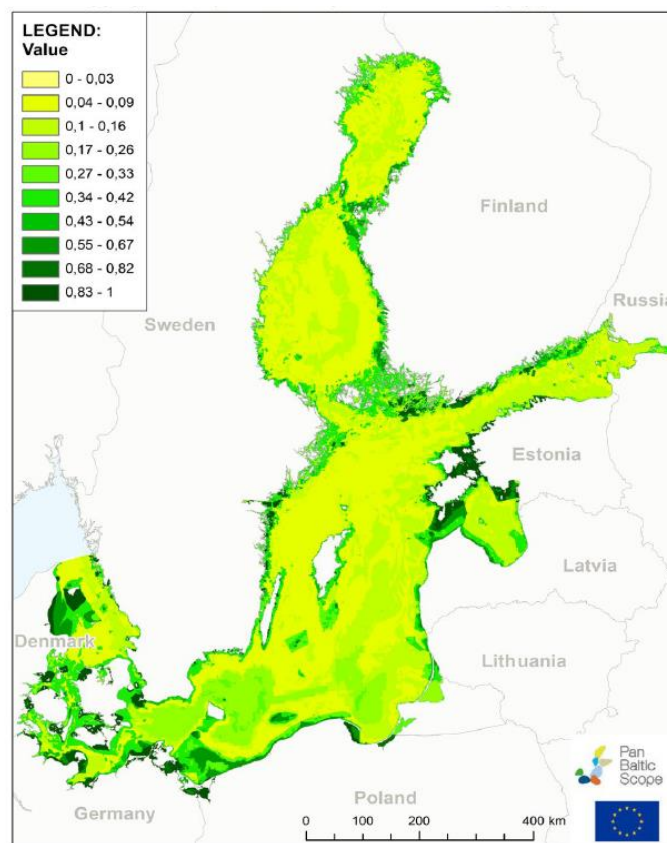 LEGEND:
Value
0 - 0,03
0,04 - 0,09
0,1 - 0,16
0,17 - 0,26
0,27 - 0,33
0,34 - 0,42
0,43 - 0,54
0,55 - 0,67
0,68 - 0,82
0,83 - 1
Finland
Russia
Sweden
Estonia
Latvia
Denmark
Lithuania
Pan
Baltic
Scope
Germany
Poland
0 100 200 400 km